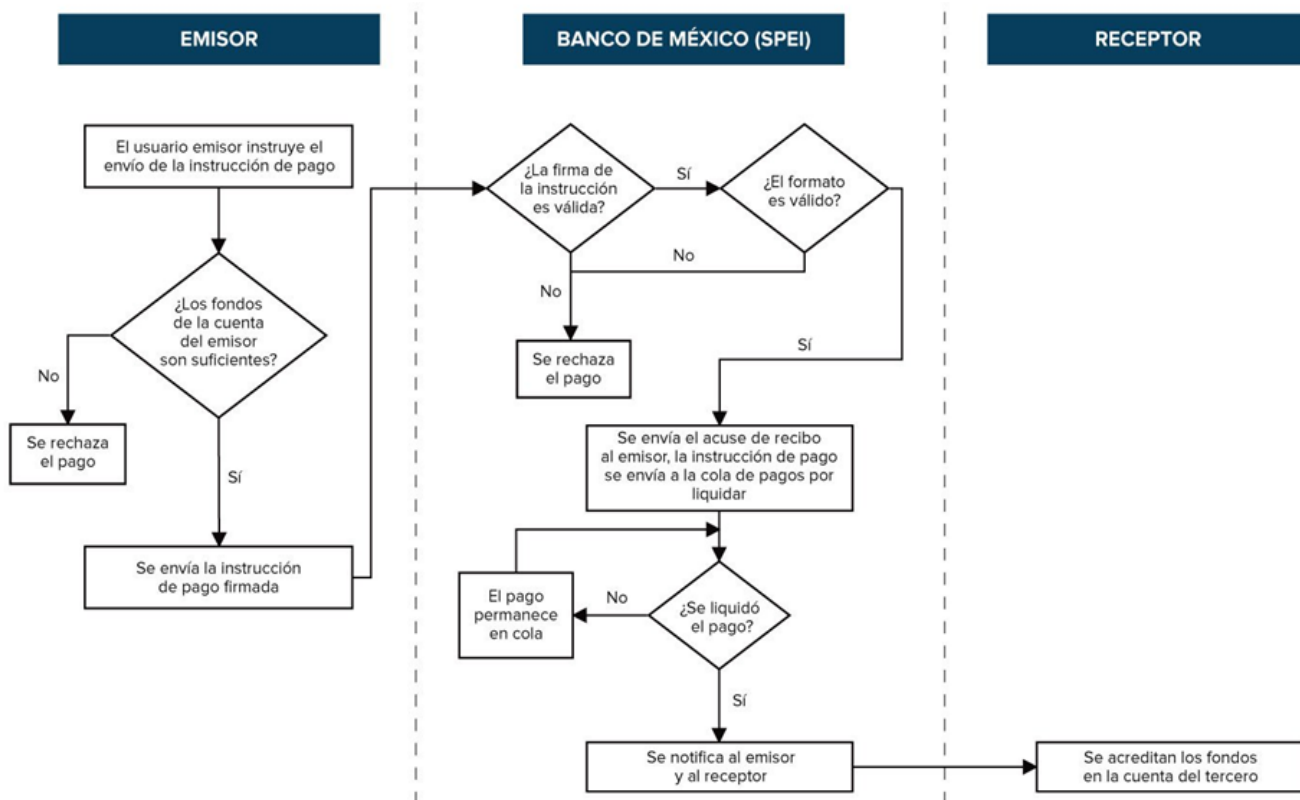 EMISOR
BANCO DE MÉXICO (SPEI)
RECEPTOR
El usuario emisor instruye el
envío de la instrucción de pago
¿Los fondos
de la cuenta
del emisor
son suficientes?
No
Se rechaza
el pago
Sí
Se envía la instrucción
de pago firmada
¿La firma de
la instrucción
es válida?
Sí
¿El formato
es válido?
No
No
Se rechaza
el pago
Sí
Se envía el acuse de recibo
al emisor, la instrucción de pago
se envía a la cola de pagos por
liquidar
El pago
permanece
en cola
No
¿Se liquidó
el pago?
Sí
Se notifica al emisor
y al receptor
Se acreditan los fondos
en la cuenta del tercero